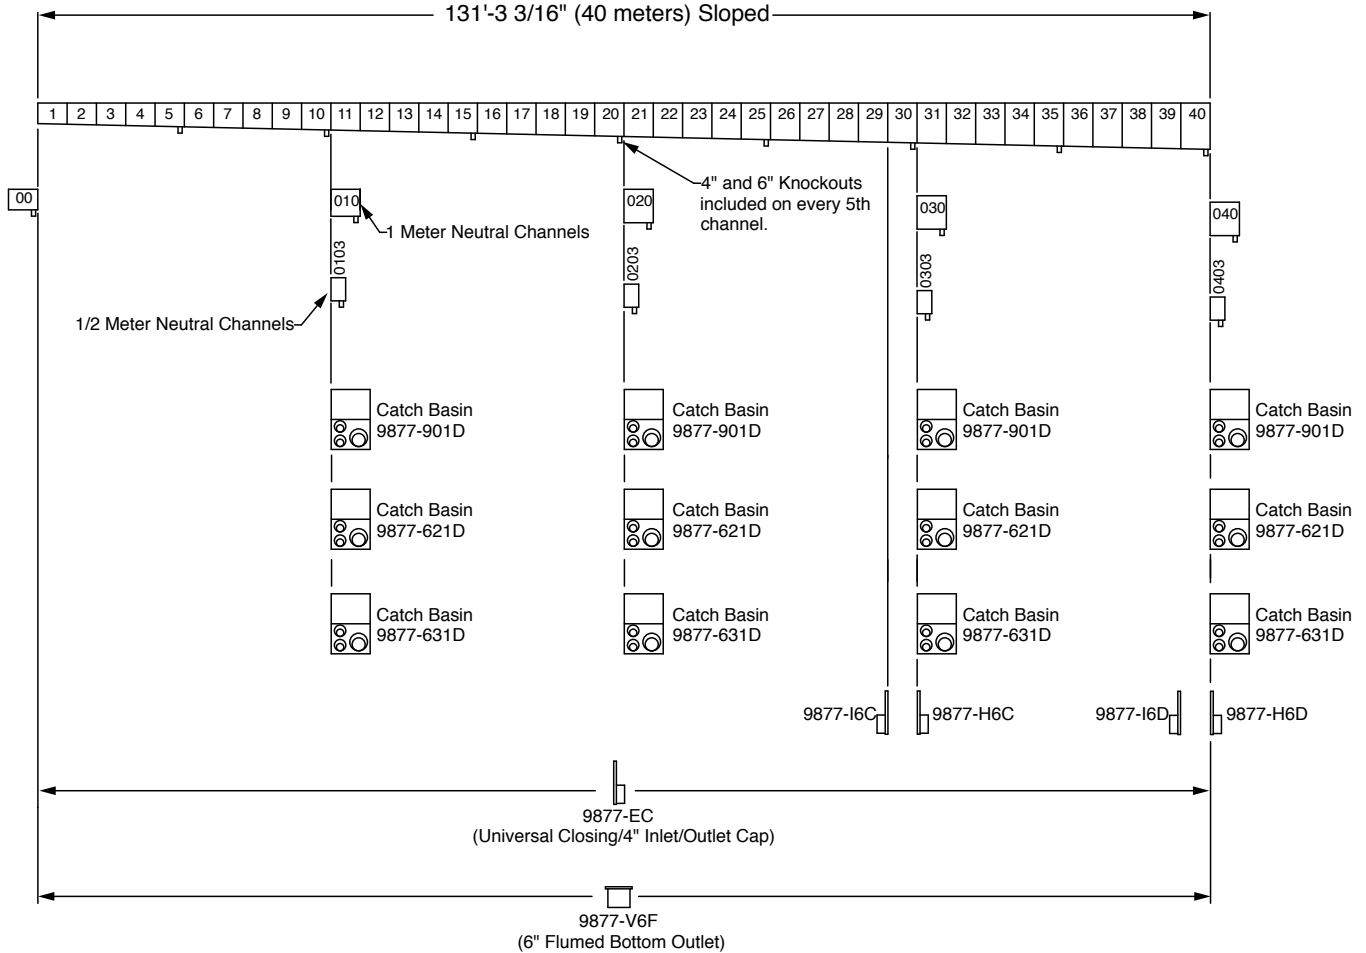 131'-3 3/16" (40 meters) Sloped
1 2 3 4 5 6 7 8 9 10 11 12 13 14 15 16 17 18 19 20 21 22 23 24 25 26 27 28 29 30 31 32 33 34 35 36 37 38 39 40
00
010
020
030
040
4" and 6" Knockouts
included on every 5th
channel.
1 Meter Neutral Channels
0103
0203
0303
0403
1/2 Meter Neutral Channels
Catch Basin
9877-901D
Catch Basin
9877-901D
Catch Basin
9877-901D
Catch Basin
9877-901D
Catch Basin
9877-621D
Catch Basin
9877-621D
Catch Basin
9877-621D
Catch Basin
9877-621D
Catch Basin
9877-631D
Catch Basin
9877-631D
Catch Basin
9877-631D
Catch Basin
9877-631D
9877-I6C
9877-H6C
9877-I6D
9877-H6D
9877-EC
(Universal Closing/4" Inlet/Outlet Cap)
9877-V6F
(6" Flumed Bottom Outlet)